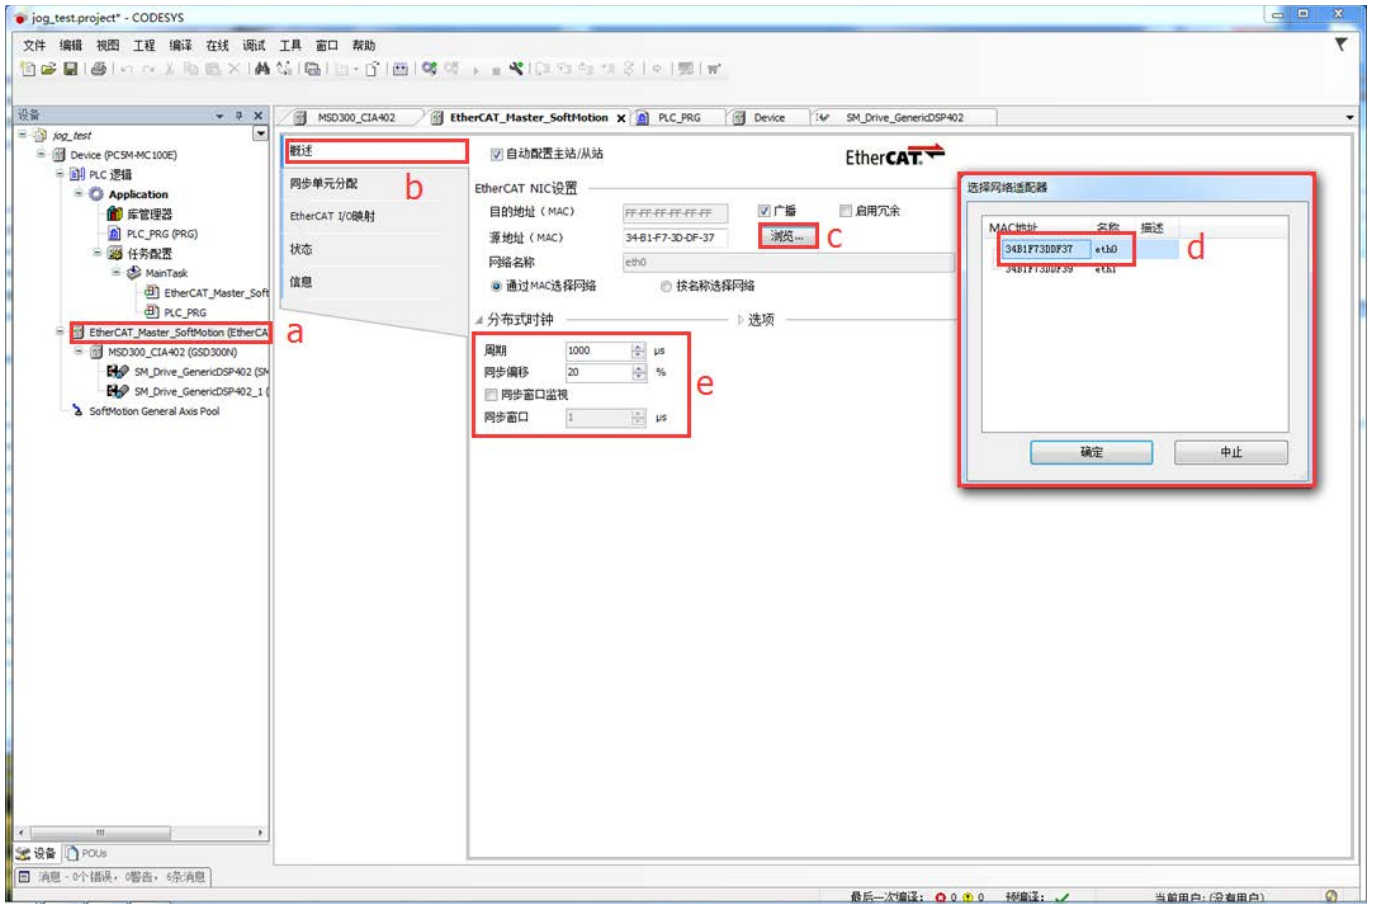 jog_test.project* - CODESYS
文件 编辑 视图 工程 编译 在线 调试 工具 窗口 帮助
设备
jog_test
Device (PCSM-MC100E)
PLC 逻辑
Application
库管理器
PLC_PRG (PRG)
任务配置
MainTask
EtherCAT_Master_Soft
PLC_PRG
EtherCAT_Master_SoftMotion (EtherCA
MSD300_CIA402 (GSD300N)
SM_Drive_GenericDSP402 (SM
SM_Drive_GenericDSP402_1 (
SoftMotion General Axis Pool
a
MSD300_CIA402
EtherCAT_Master_SoftMotion
PLC_PRG
Device
SM_Drive_GenericDSP402
概述
同步单元分配
EtherCAT I/O映射
状态
信息
b
自动配置主站/从站
EtherCAT.
EtherCAT NIC设置
目的地址 (MAC) FF-FF-FF-FF-FF-FF 广播 启用冗余
源地址 (MAC) 34-B1-F7-3D-DF-37 浏览... c
网络名称 eth0
通过MAC选择网络 按名称选择网络
分布式时钟 选项
周期 1000 µs
同步偏移 20 %
同步窗口监视
同步窗口 1 µs
e
选择网络适配器
MAC地址 名称 描述
34B1F73DDF37 eth0
34B1F73DDF39 eth1
d
确定 中止
设备 POUs
消息 - 0个错误, 0警告, 6条消息
最后一次编译: 0 0 预编译: 当前用户: (没有用户)